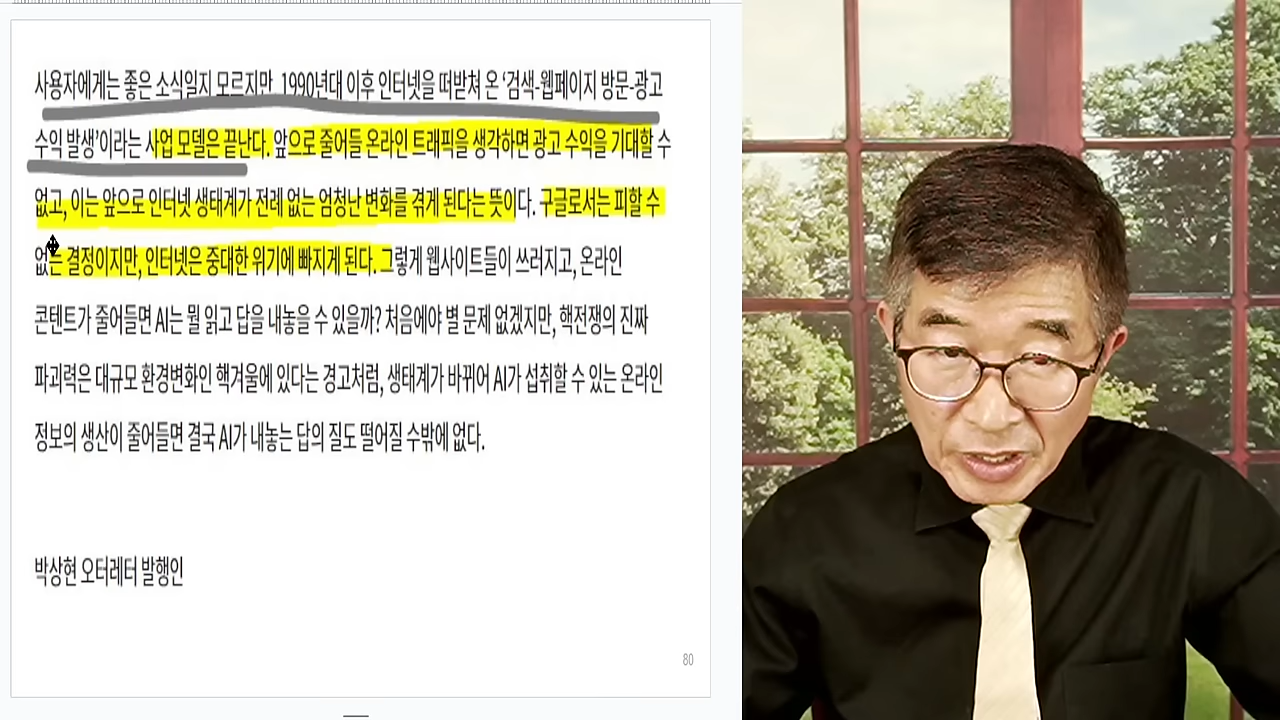 사용자에게는 좋은 소식일지 모르지만, 1990년대 이후 인터넷을 떠받쳐 온 ‘검색-웹페이지 방문-광고
수익 발생’이라는 사업 모델은 끝난다. 앞으로 줄어들 온라인 트래픽을 생각하면 광고 수익을 기대할 수
없고, 이는 앞으로 인터넷 생태계가 전례 없는 엄청난 변화를 겪게 된다는 뜻이다. 구글로서는 피할 수
없는 결정이지만, 인터넷은 중대한 위기에 빠지게 된다. 그렇게 웹사이트들이 쓰러지고, 온라인
콘텐트가 줄어들면 AI는 뭘 읽고 답을 내놓을 수 있을까? 처음에야 별 문제 없겠지만, 핵전쟁의 진짜
파괴력은 대규모 환경변화인 핵겨울에 있다는 경고처럼, 생태계가 바뀌어 AI가 섭취할 수 있는 온라인
정보의 생산이 줄어들면 결국 AI가 내놓는 답의 질도 떨어질 수밖에 없다.
박상현 오터레터 발행인
80